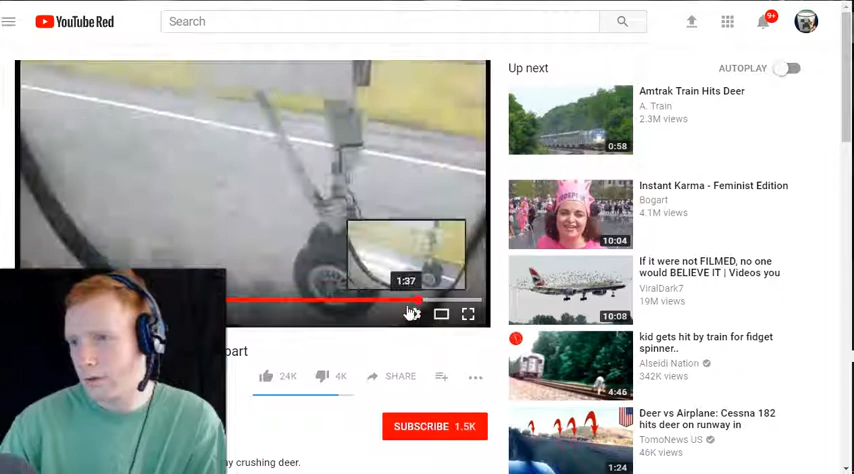 YouTube Red
Search
9+
Up next
AUTOPLAY
Amtrak Train Hits Deer
A. Train
2.3M views
0:58
Instant Karma - Feminist Edition
Bogart
4.1M views
10:04
If it were not FILMED, no one
would BELIEVE IT | Videos you
ViralDark7
19M views
10:08
kid gets hit by train for fidget
spinner..
Alseidi Nation
342K views
4:46
Deer vs Airplane: Cessna 182
hits deer on runway in
TomoNews US
46K views
1:24
1:37
part
24K
4K
SHARE
SUBSCRIBE 1.5K
ay crushing deer.